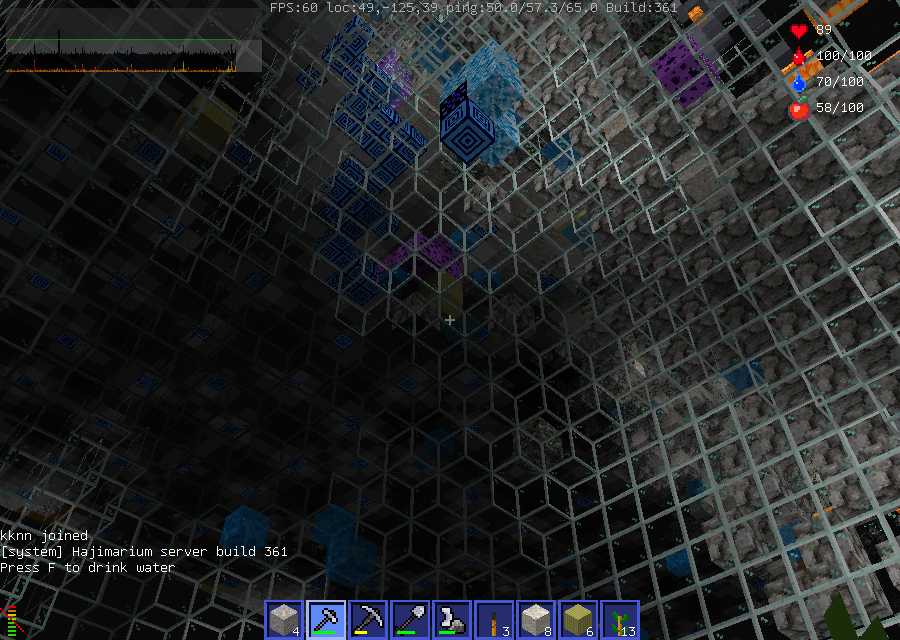 FPS:60 loc:49,-125,39 ping:50.0/57.3/65.0 Build:361
89
100/100
70/100
58/100
kknn joined
[system] Hajimarium server build 361
Press F to drink water
4 3 8 6 13